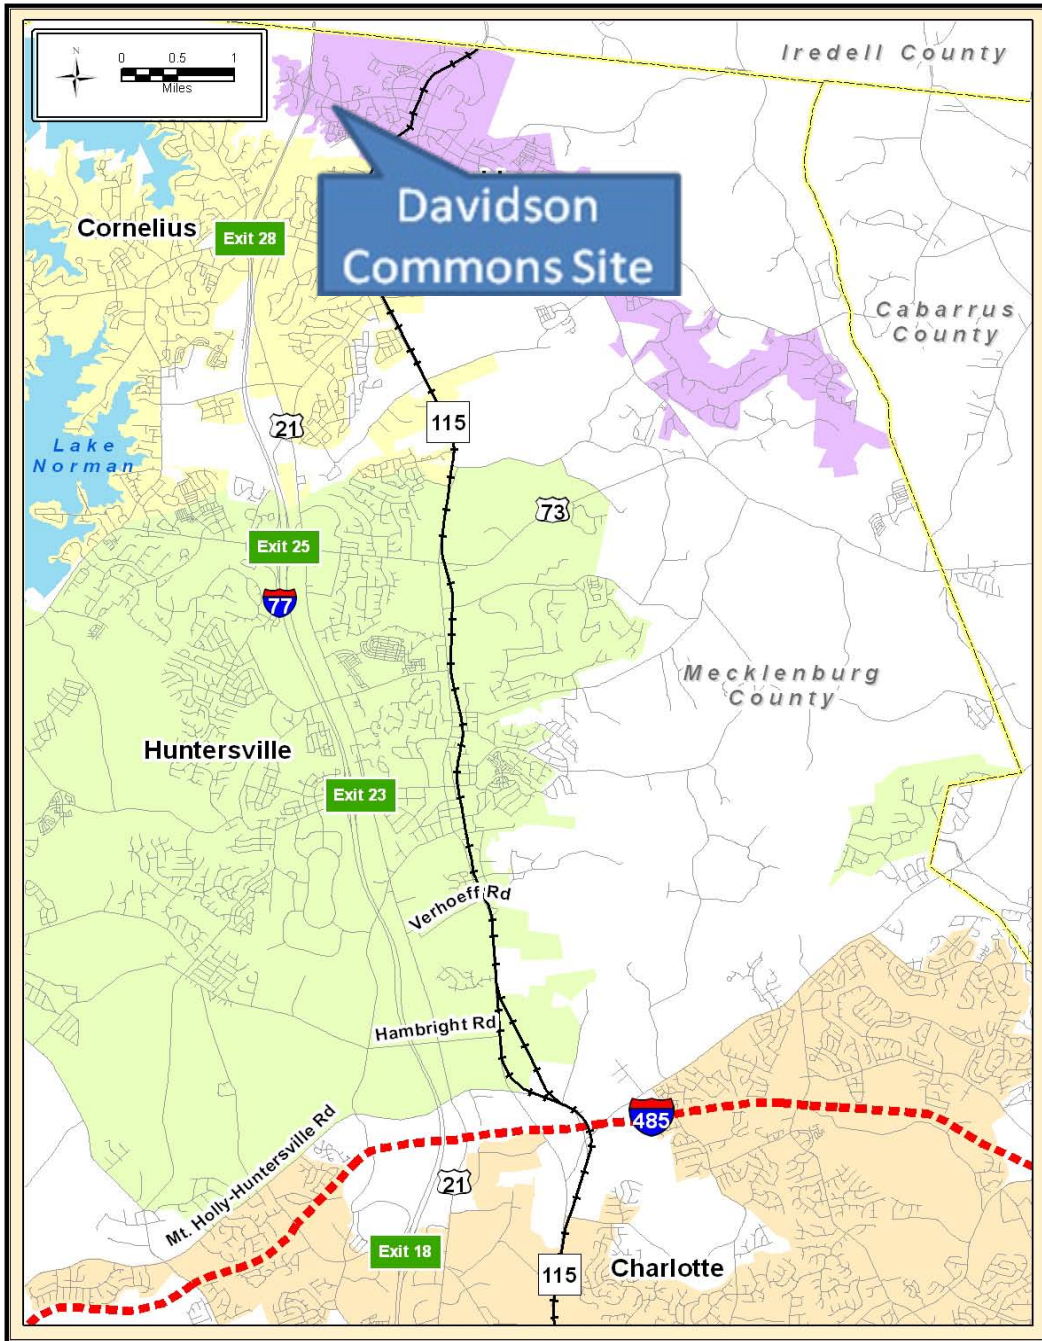 N
0 0.5 1
Miles
Iredell County
Davidson
Commons Site
Cornelius
Exit 28
Cabarrus
County
21
115
Lake
Norman
73
Exit 25
77
Mecklenburg
County
Huntersville
Exit 23
Verhoeff Rd
Hambright Rd
485
Mt. Holly-Huntersville Rd
21
Exit 18
115
Charlotte